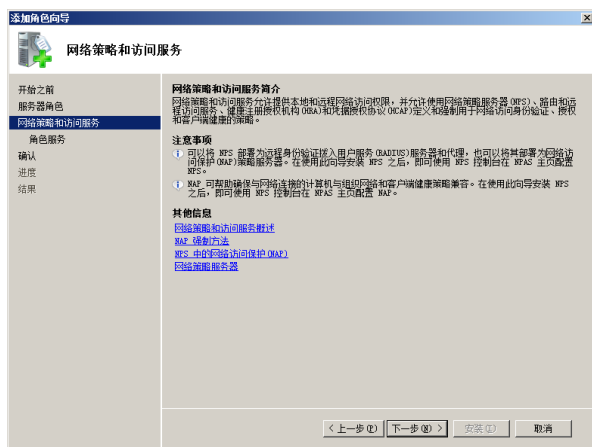 添加角色向导
网络策略和访问服务
开始之前
服务器角色
网络策略和访问服务
角色服务
确认
进度
结果
网络策略和访问服务简介
网络策略和访问服务允许提供本地和远程网络访问权限，并允许使用网络策略服务器(NPS)、路由和远
程访问服务、健康注册授权机构(HRA)和凭据授权协议(HCAP)定义和强制用于网络访问身份验证、授权
和客户端健康的策略。
注意事项
可以将 NPS 部署为远程身份验证拨入用户服务(RADIUS)服务器和代理，也可以将其部署为网络访
问保护(NAP)策略服务器。在使用此向导安装 NPS 之后，即可使用 NPS 控制台在 NPAS 主页配置
NPS。
NAP 可帮助确保与网络连接的计算机与组织网络和客户端健康策略兼容。在使用此向导安装 NPS
之后，即可使用 NPS 控制台在 NPAS 主页配置 NAP。
其他信息
网络策略和访问服务概述
NAP 强制方法
NPS 中的网络访问保护(NAP)
网络策略服务器
< 上一步(P)
下一步(N) >
安装(I)
取消